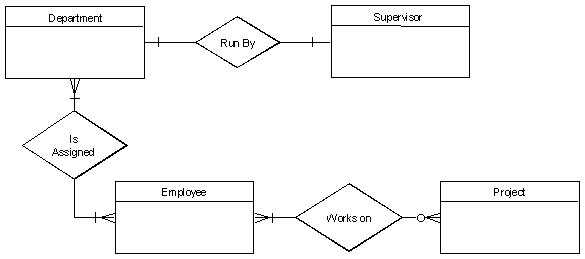 Department
Run By
Supervisor
Is
Assigned
Employee
Works on
Project